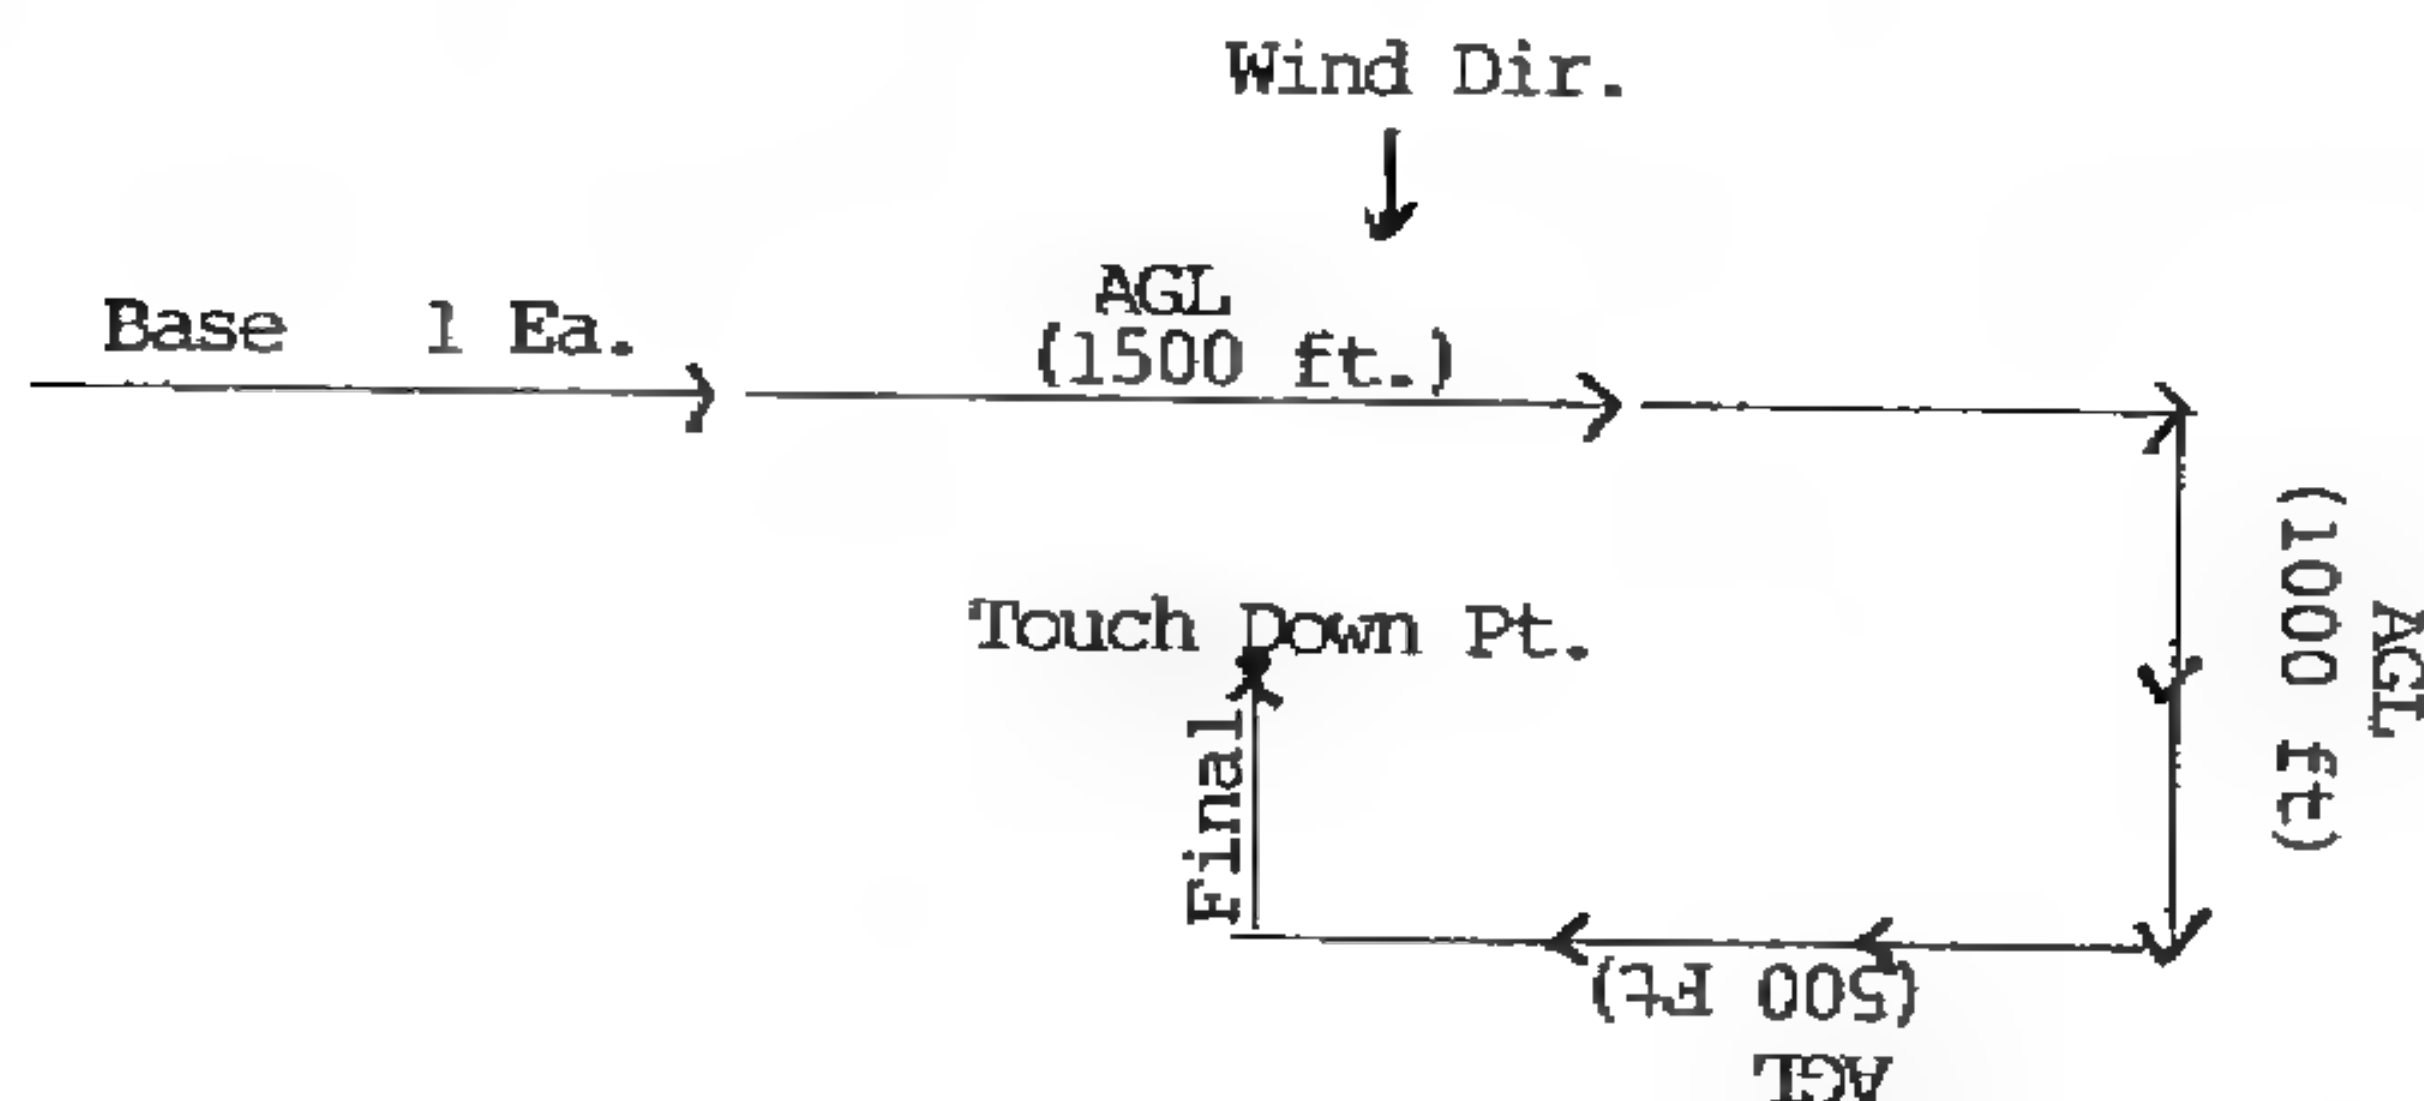 Wind Dir.
AGL
Base 1 Ea.
(1500 ft.)
(1000 ft)
AGL
Touch Down Pt.
Final
(500 Ft)
AGL